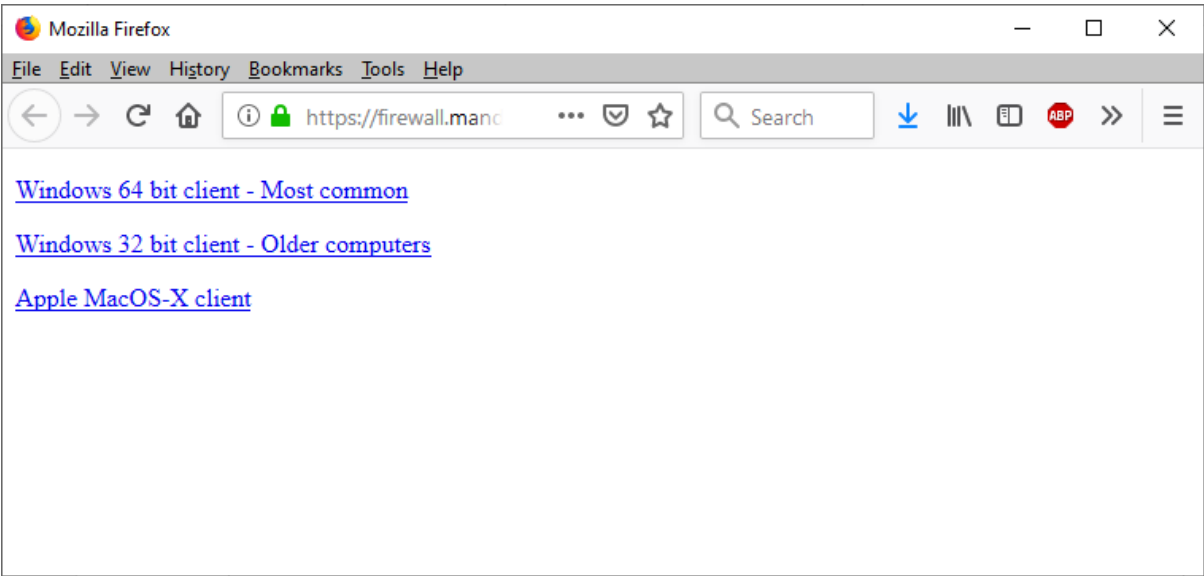 Mozilla Firefox
File Edit View History Bookmarks Tools Help
https://firewall.mand Search ABP
Windows 64 bit client - Most common
Windows 32 bit client - Older computers
Apple MacOS-X client